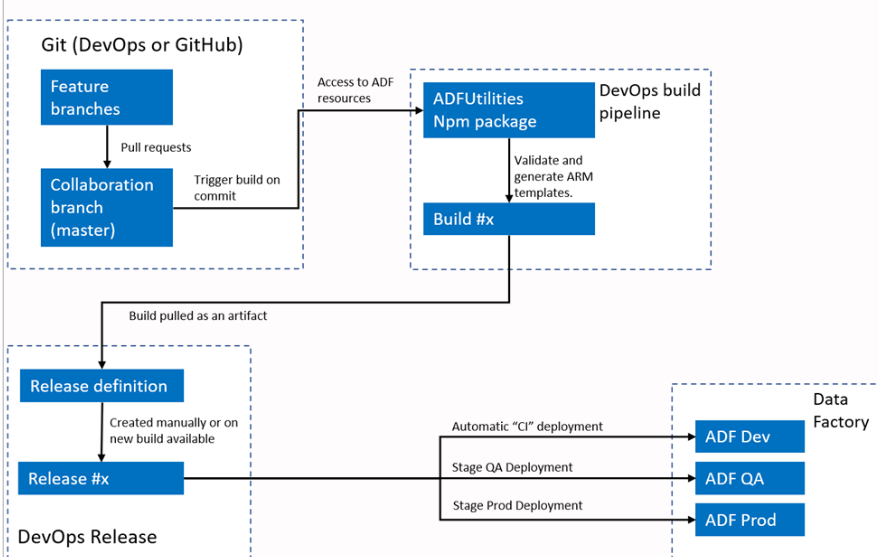 Git (DevOps or GitHub)
Feature
branches
Pull requests
Collaboration
branch
(master)
Trigger build on
commit
Access to ADF
resources
ADFUtilities
Npm package
DevOps build
pipeline
Validate and
generate ARM
templates.
Build #x
Build pulled as an artifact
Release definition
Created manually or on
new build available
Release #x
DevOps Release
Automatic “CI” deployment
Stage QA Deployment
Stage Prod Deployment
Data
Factory
ADF Dev
ADF QA
ADF Prod